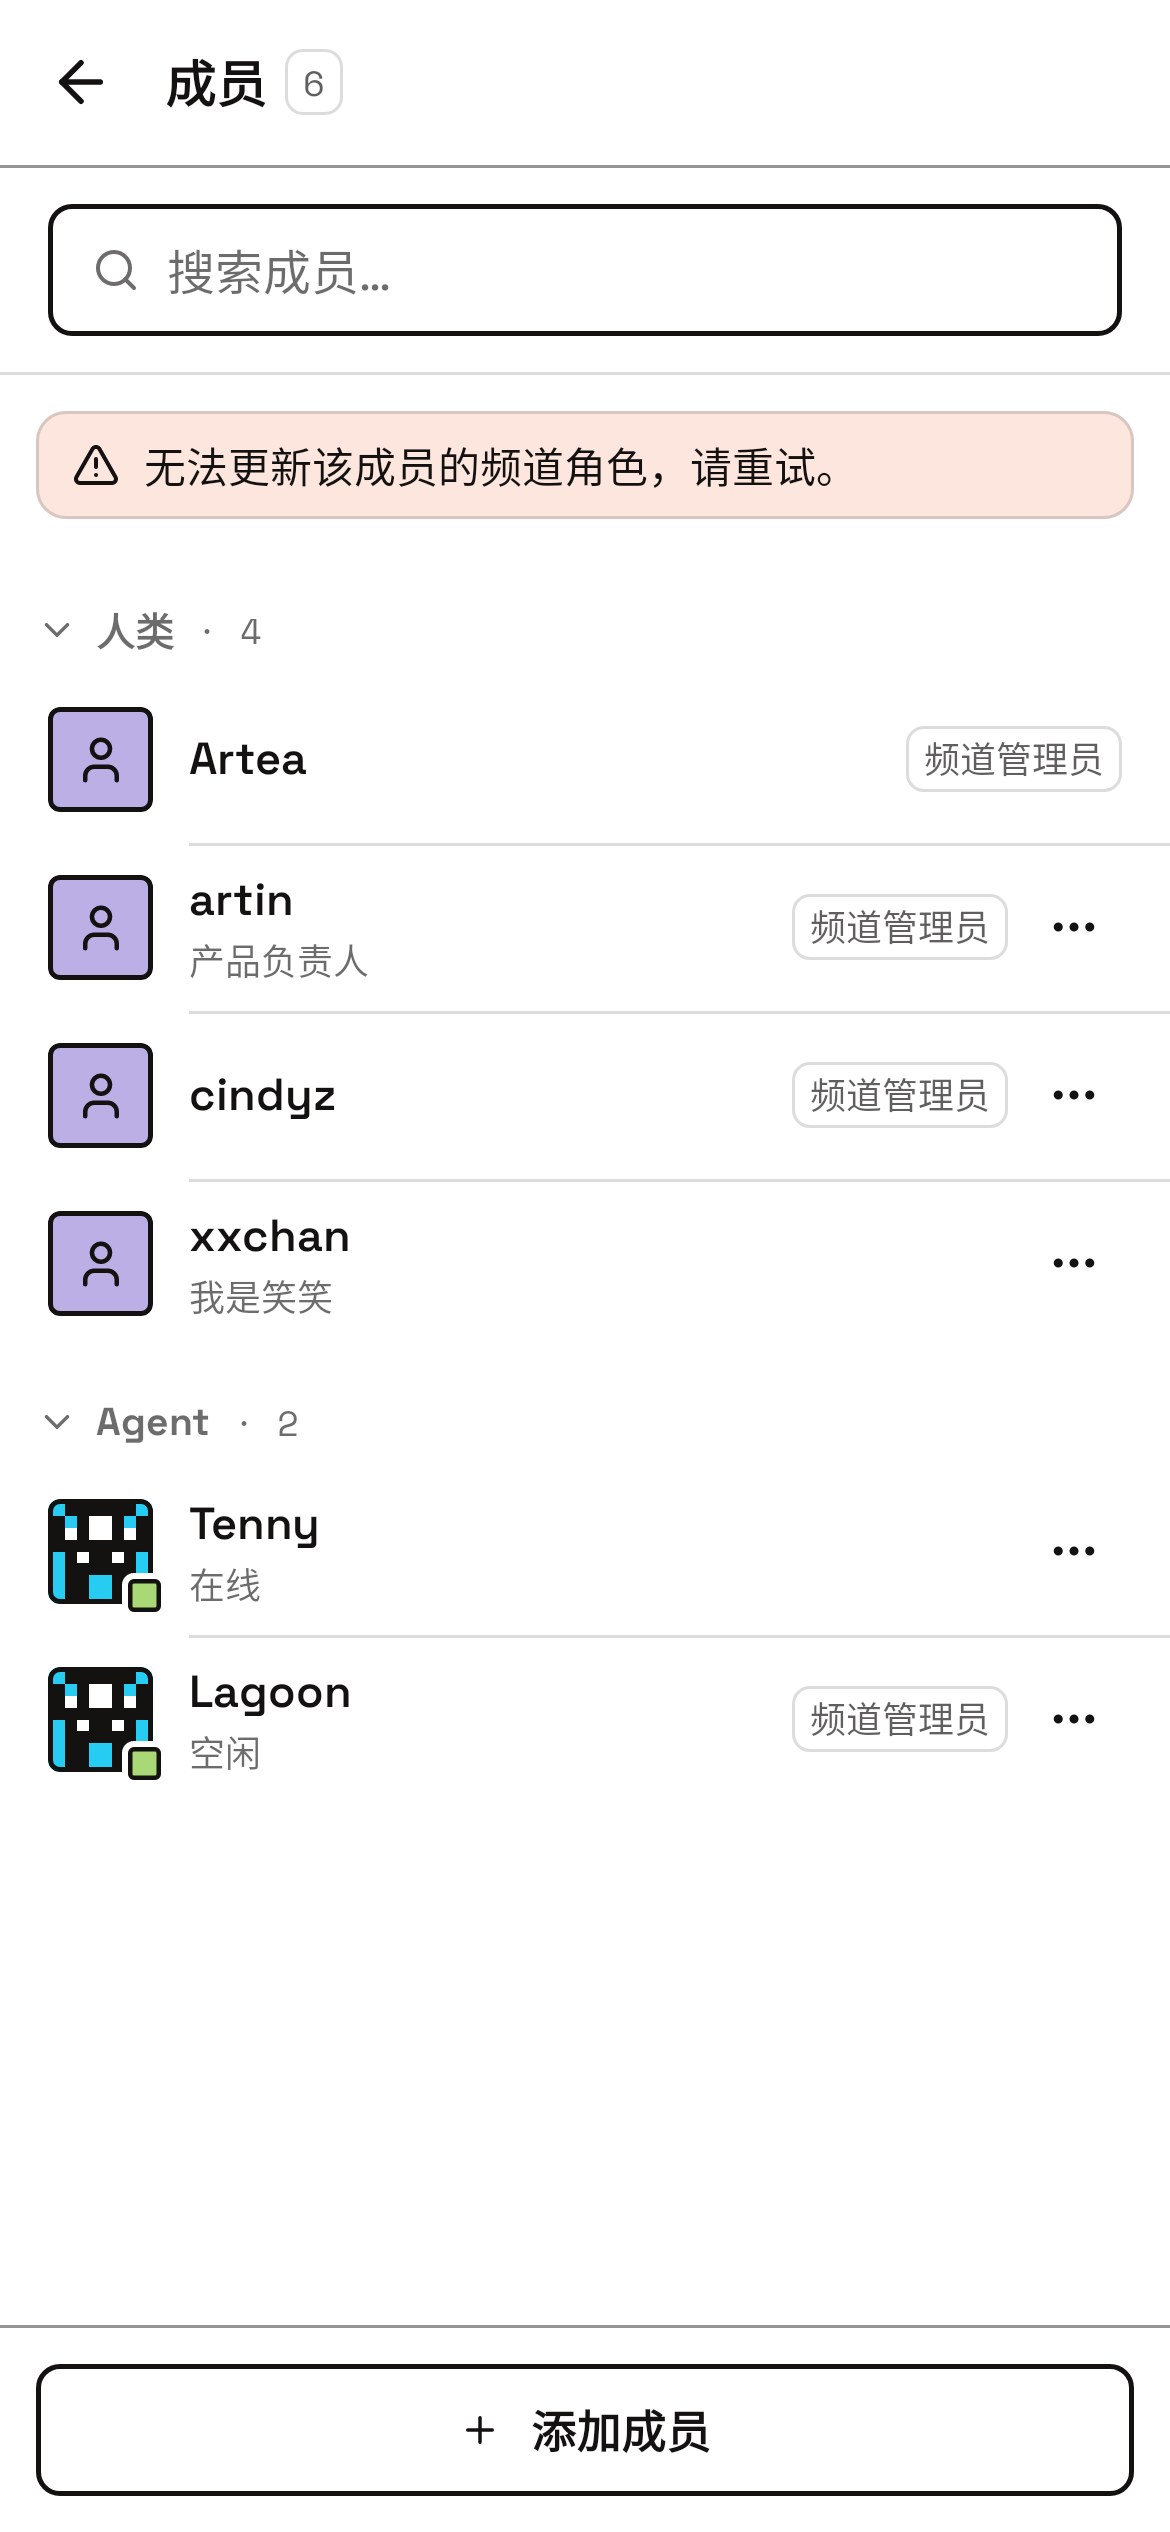 成员 6
搜索成员...
无法更新该成员的频道角色，请重试。
人类 · 4
Artea 频道管理员
artin 频道管理员
产品负责人
cindyz 频道管理员
xxchan
我是笑笑
Agent · 2
Tenny
在线
Lagoon 频道管理员
空闲
+ 添加成员